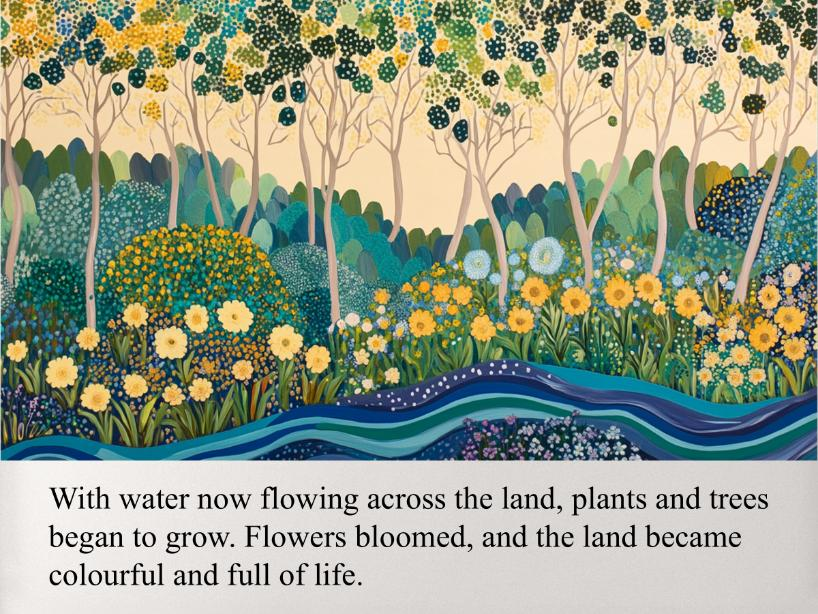 With water now flowing across the land, plants and trees
began to grow. Flowers bloomed, and the land became
colourful and full of life.